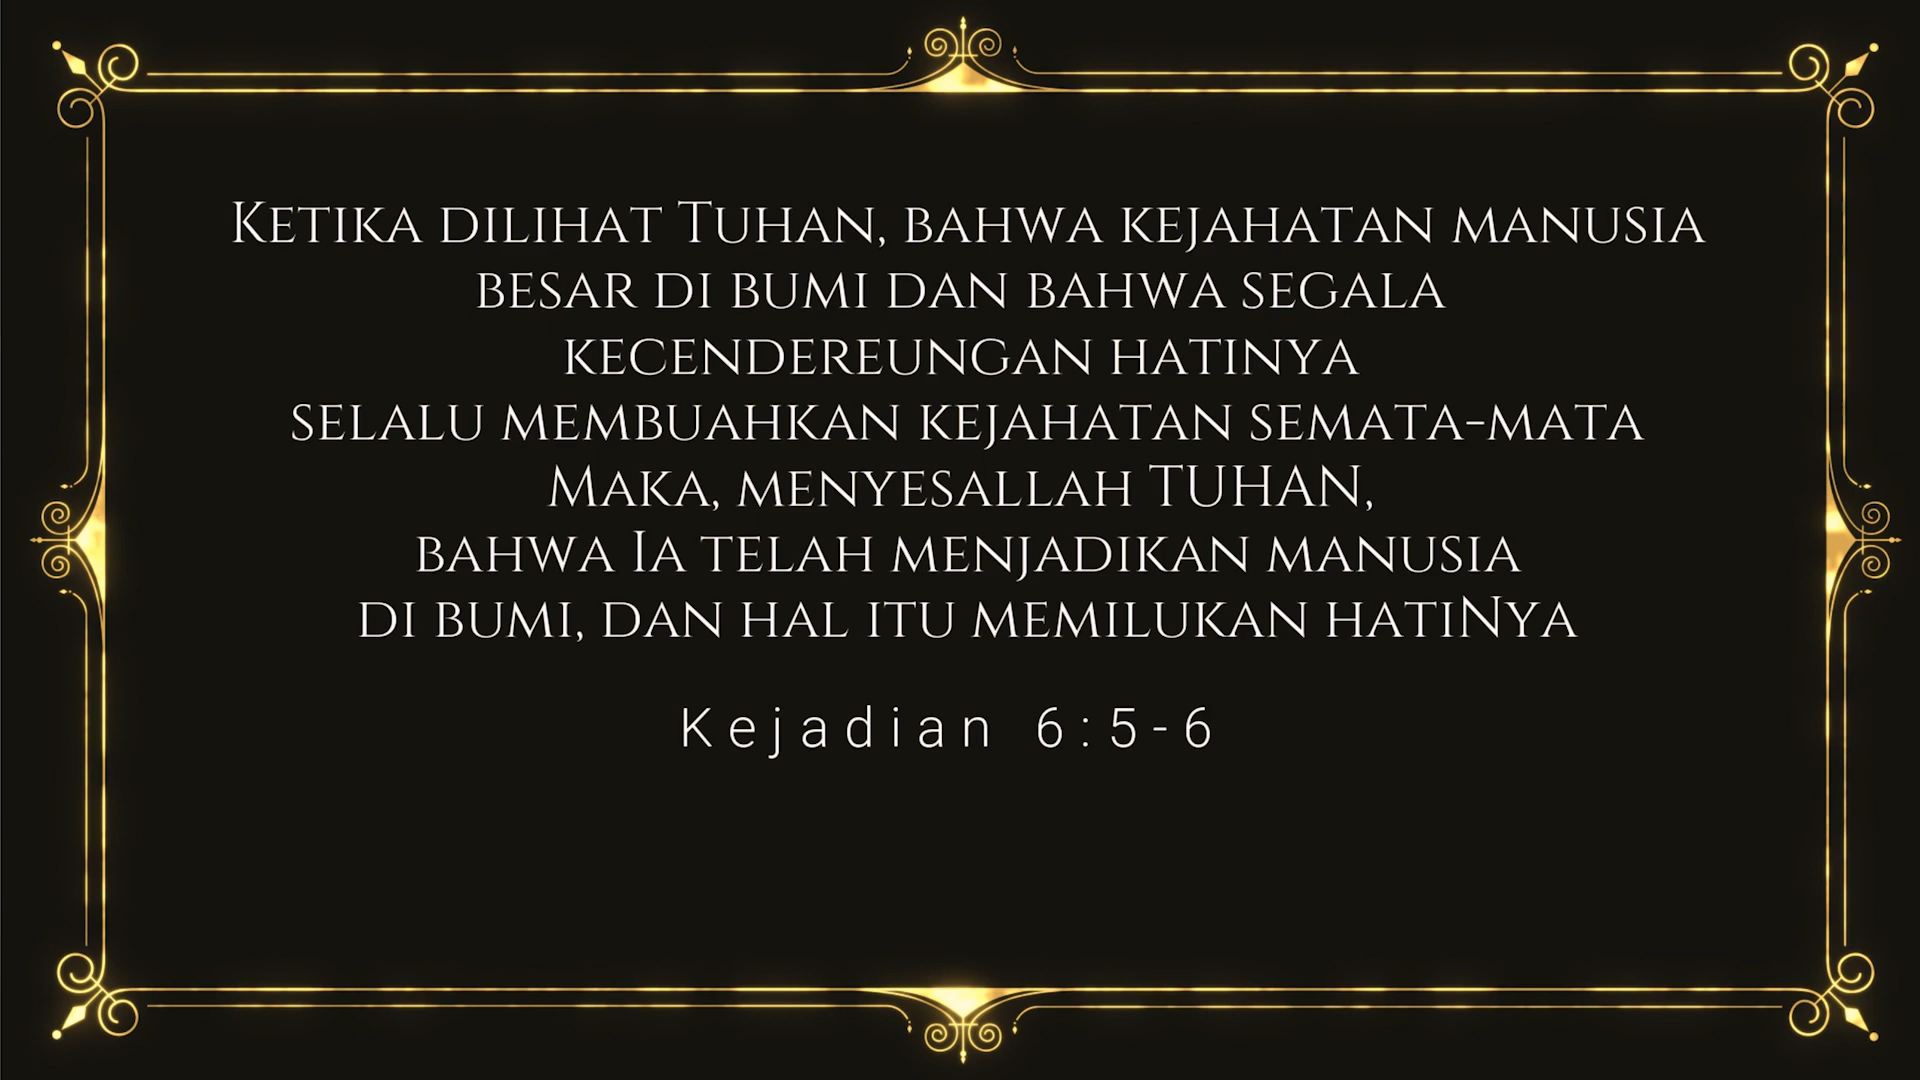 Ketika dilihat Tuhan, bahwa kejahatan manusia
besar di bumi dan bahwa segala
kecendereungan hatinya
selalu membuahkan kejahatan semata-mata
Maka, menyesallah TUHAN,
bahwa Ia telah menjadikan manusia
di bumi, dan hal itu memilukan hatiNya
Kejadian 6:5-6